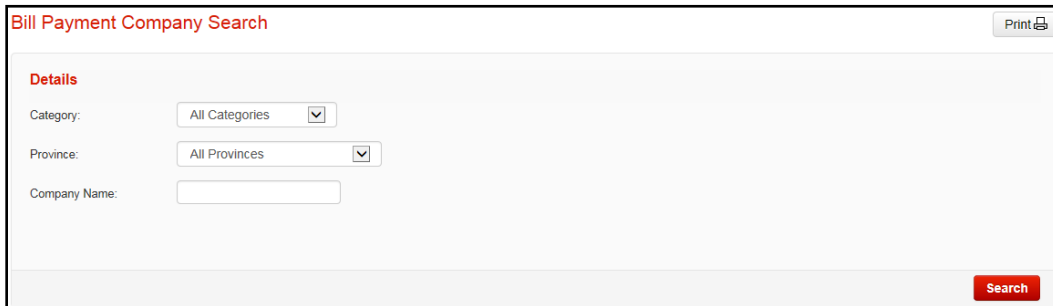 Bill Payment Company Search
Print
Details
Category: All Categories
Province: All Provinces
Company Name:
Search